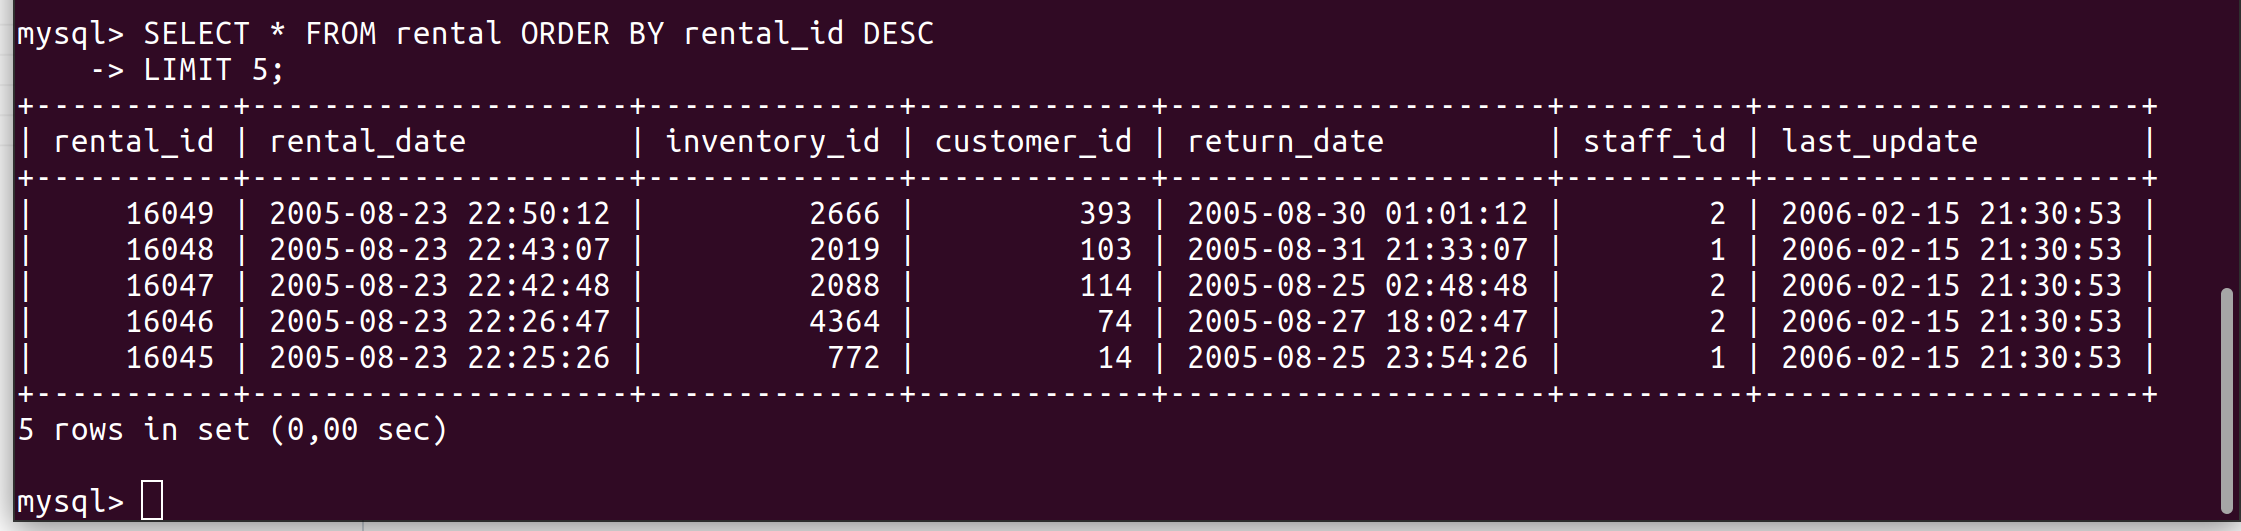 mysql> SELECT * FROM rental ORDER BY rental_id DESC
    -> LIMIT 5;
+-----------+---------------------+--------------+-------------+---------------------+----------+---------------------+
| rental_id | rental_date         | inventory_id | customer_id | return_date         | staff_id | last_update         |
+-----------+---------------------+--------------+-------------+---------------------+----------+---------------------+
|     16049 | 2005-08-23 22:50:12 |         2666 |         393 | 2005-08-30 01:01:12 |        2 | 2006-02-15 21:30:53 |
|     16048 | 2005-08-23 22:43:07 |         2019 |         103 | 2005-08-31 21:33:07 |        1 | 2006-02-15 21:30:53 |
|     16047 | 2005-08-23 22:42:48 |         2088 |         114 | 2005-08-25 02:48:48 |        2 | 2006-02-15 21:30:53 |
|     16046 | 2005-08-23 22:26:47 |         4364 |          74 | 2005-08-27 18:02:47 |        2 | 2006-02-15 21:30:53 |
|     16045 | 2005-08-23 22:25:26 |          772 |          14 | 2005-08-25 23:54:26 |        1 | 2006-02-15 21:30:53 |
+-----------+---------------------+--------------+-------------+---------------------+----------+---------------------+
5 rows in set (0,00 sec)
mysql>